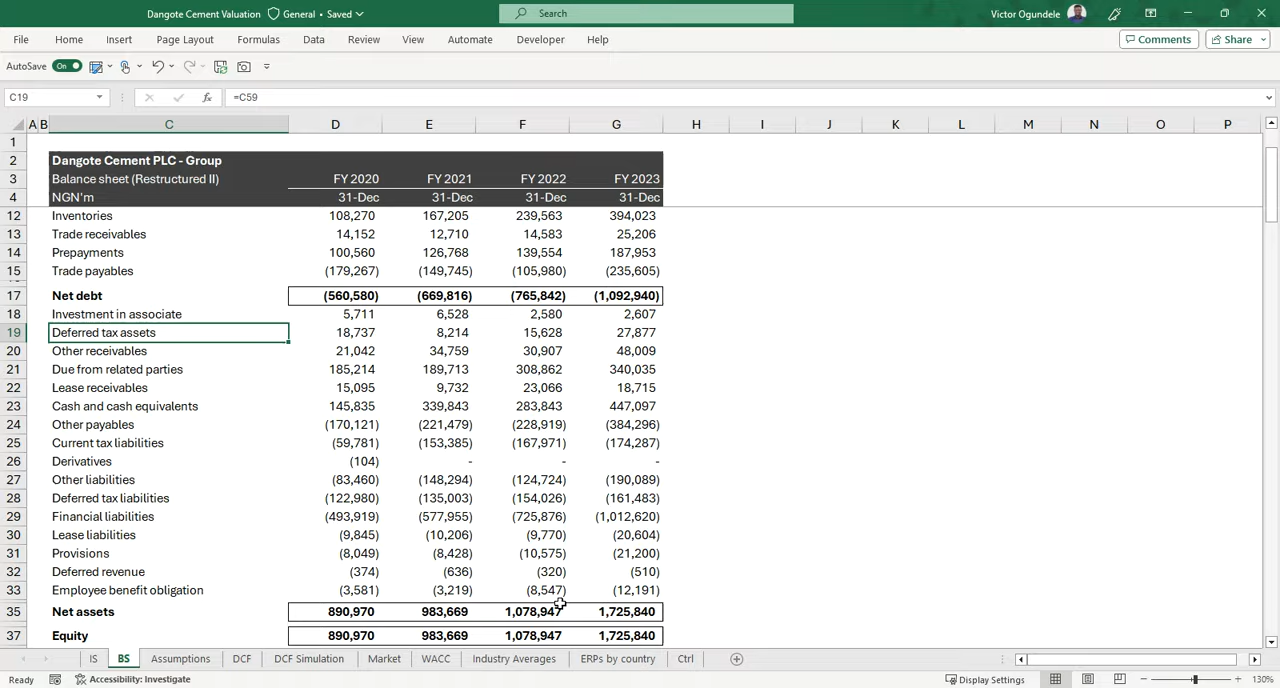 Dangote Cement Valuation General • Saved Search Victor Ogundele
File Home Insert Page Layout Formulas Data Review View Automate Developer Help Comments Share
AutoSave On
C19 fx =C59
A B C D E F G H I J K L M N O P
1
2 Dangote Cement PLC - Group
3 Balance sheet (Restructured II) FY 2020 FY 2021 FY 2022 FY 2023
4 NGN'm 31-Dec 31-Dec 31-Dec 31-Dec
12 Inventories 108,270 167,205 239,563 394,023
13 Trade receivables 14,152 12,710 14,583 25,206
14 Prepayments 100,560 126,768 139,554 187,953
15 Trade payables (179,267) (149,745) (105,980) (235,605)
17 Net debt (560,580) (669,816) (765,842) (1,092,940)
18 Investment in associate 5,711 6,528 2,580 2,607
19 Deferred tax assets 18,737 8,214 15,628 27,877
20 Other receivables 21,042 34,759 30,907 48,009
21 Due from related parties 185,214 189,713 308,862 340,035
22 Lease receivables 15,095 9,732 23,066 18,715
23 Cash and cash equivalents 145,835 339,843 283,843 447,097
24 Other payables (170,121) (221,479) (228,919) (384,296)
25 Current tax liabilities (59,781) (153,385) (167,971) (174,287)
26 Derivatives (104) - - -
27 Other liabilities (83,460) (148,294) (124,724) (190,089)
28 Deferred tax liabilities (122,980) (135,003) (154,026) (161,483)
29 Financial liabilities (493,919) (577,955) (725,876) (1,012,620)
30 Lease liabilities (9,845) (10,206) (9,770) (20,604)
31 Provisions (8,049) (8,428) (10,575) (21,200)
32 Deferred revenue (374) (636) (320) (510)
33 Employee benefit obligation (3,581) (3,219) (8,547) (12,191)
35 Net assets 890,970 983,669 1,078,947 1,725,840
37 Equity 890,970 983,669 1,078,947 1,725,840
IS BS Assumptions DCF DCF Simulation Market WACC Industry Averages ERPs by country Ctrl
Ready Accessibility: Investigate Display Settings 130%